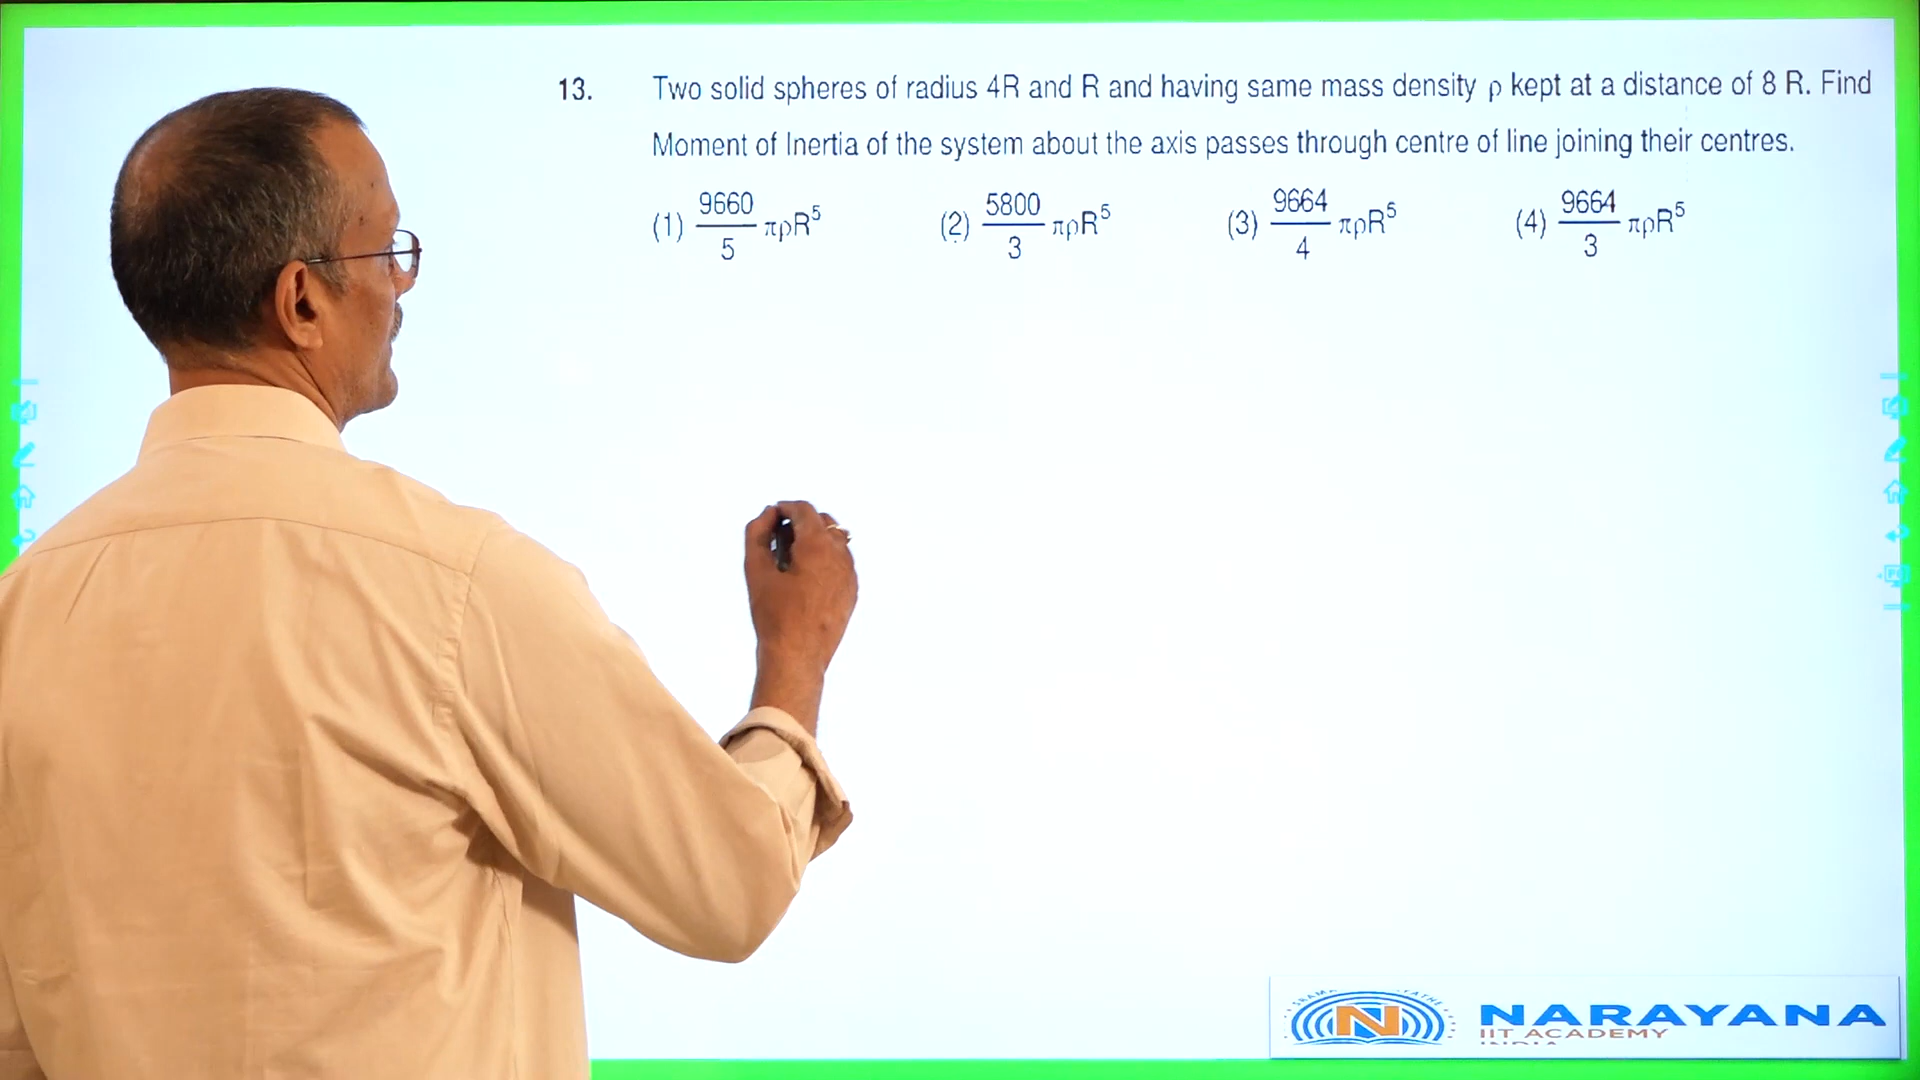 13. Two solid spheres of radius 4R and R and having same mass density ρ kept at a distance of 8 R. Find
Moment of Inertia of the system about the axis passes through centre of line joining their centres.
(1) 9660/5 πρR⁵ (2) 5800/3 πρR⁵ (3) 9664/4 πρR⁵ (4) 9664/3 πρR⁵
N NARAYANA
IIT ACADEMY